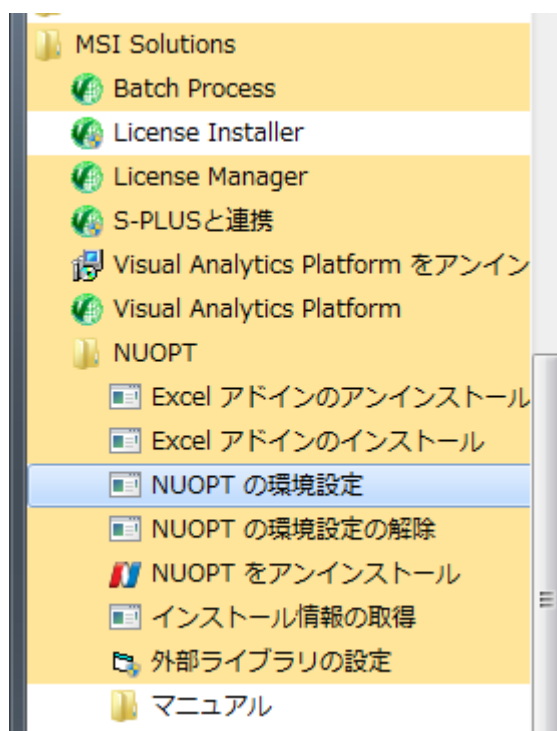 MSI Solutions
Batch Process
License Installer
License Manager
S-PLUSと連携
Visual Analytics Platform をアンイン
Visual Analytics Platform
NUOPT
Excel アドインのアンインストール
Excel アドインのインストール
NUOPT の環境設定
NUOPT の環境設定の解除
NUOPT をアンインストール
インストール情報の取得
外部ライブラリの設定
マニュアル